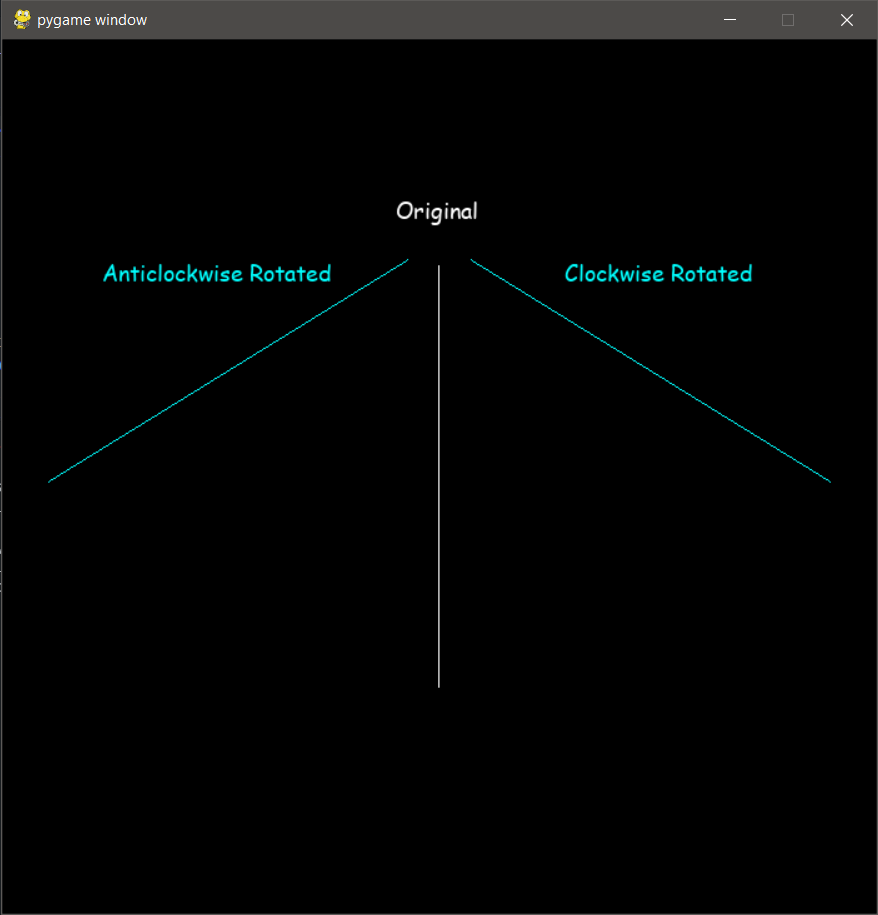 pygame window
Original
Anticlockwise Rotated
Clockwise Rotated